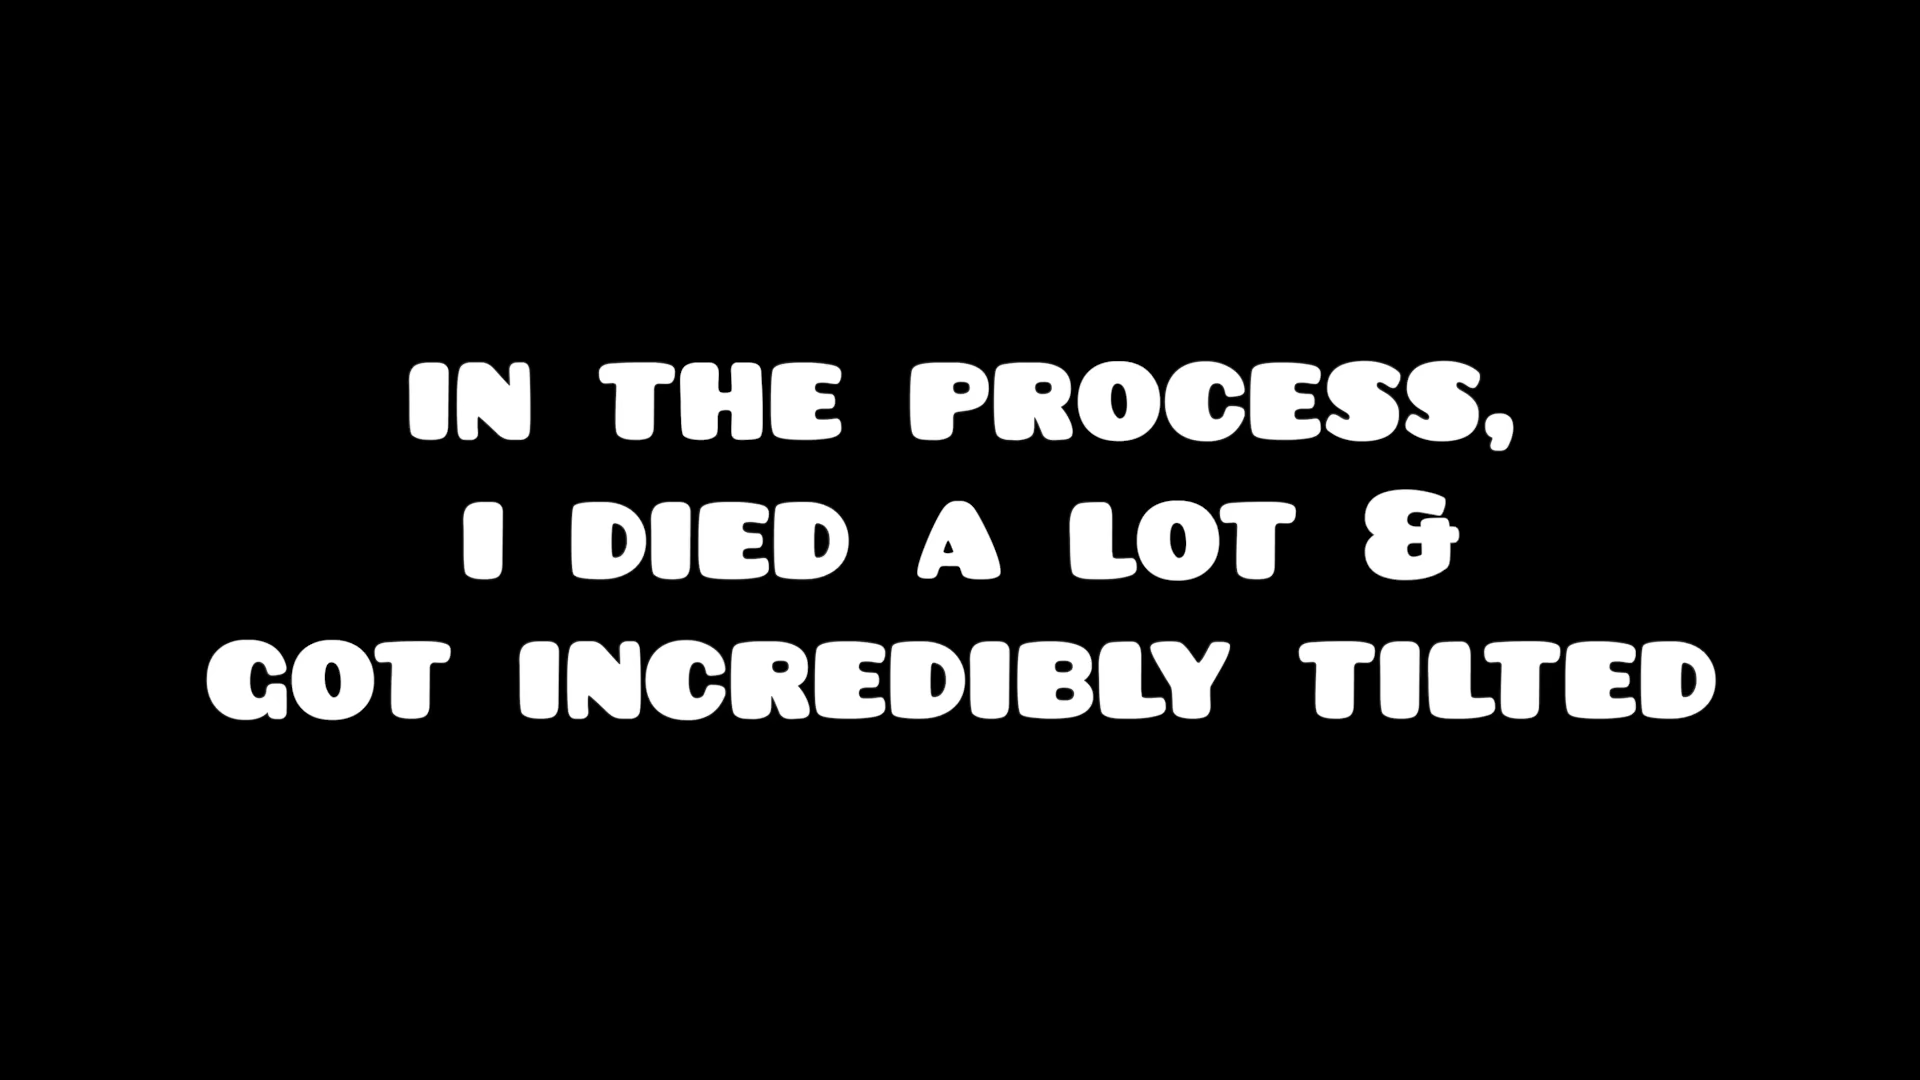 IN THE PROCESS,
I DIED A LOT &
GOT INCREDIBLY TILTED